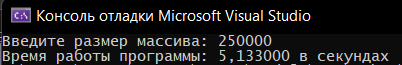 Консоль отладки Microsoft Visual Studio
Введите размер массива: 250000
Время работы программы: 5,133000 в секундах